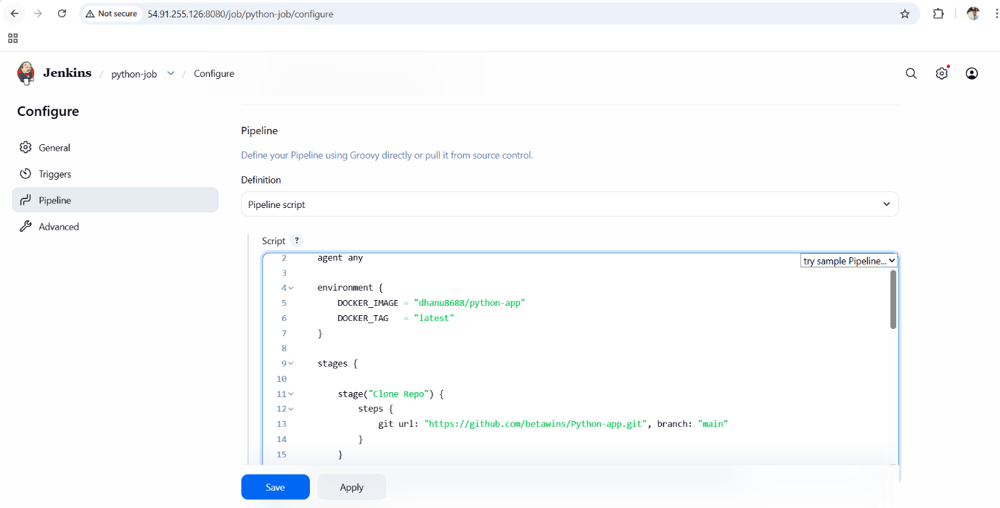 Not secure 54.91.255.126:8080/job/python-job/configure
Jenkins / python-job / Configure
Configure
General
Triggers
Pipeline
Advanced
Pipeline
Define your Pipeline using Groovy directly or pull it from source control.
Definition
Pipeline script
Script ?
try sample Pipeline...
2 agent any
3
4 environment {
5 DOCKER_IMAGE = "dhanu8688/python-app"
6 DOCKER_TAG = "latest"
7 }
8
9 stages {
10
11 stage("Clone Repo") {
12 steps {
13 git url: "https://github.com/betawins/Python-app.git", branch: "main"
14 }
15 }
Save Apply